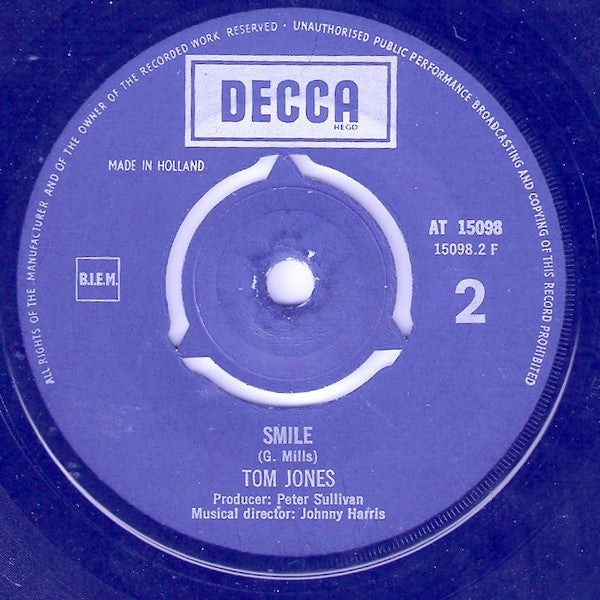 ALL RIGHTS OF THE MANUFACTURER AND OF THE OWNER OF THE RECORDED WORK RESERVED · UNAUTHORISED PUBLIC PERFORMANCE BROADCASTING AND COPYING OF THIS RECORD PROHIBITED
DECCA
REGD
MADE IN HOLLAND
AT 15098
15098.2 F
B.I.E.M.
2
SMILE
(G. Mills)
TOM JONES
Producer: Peter Sullivan
Musical director: Johnny Harris